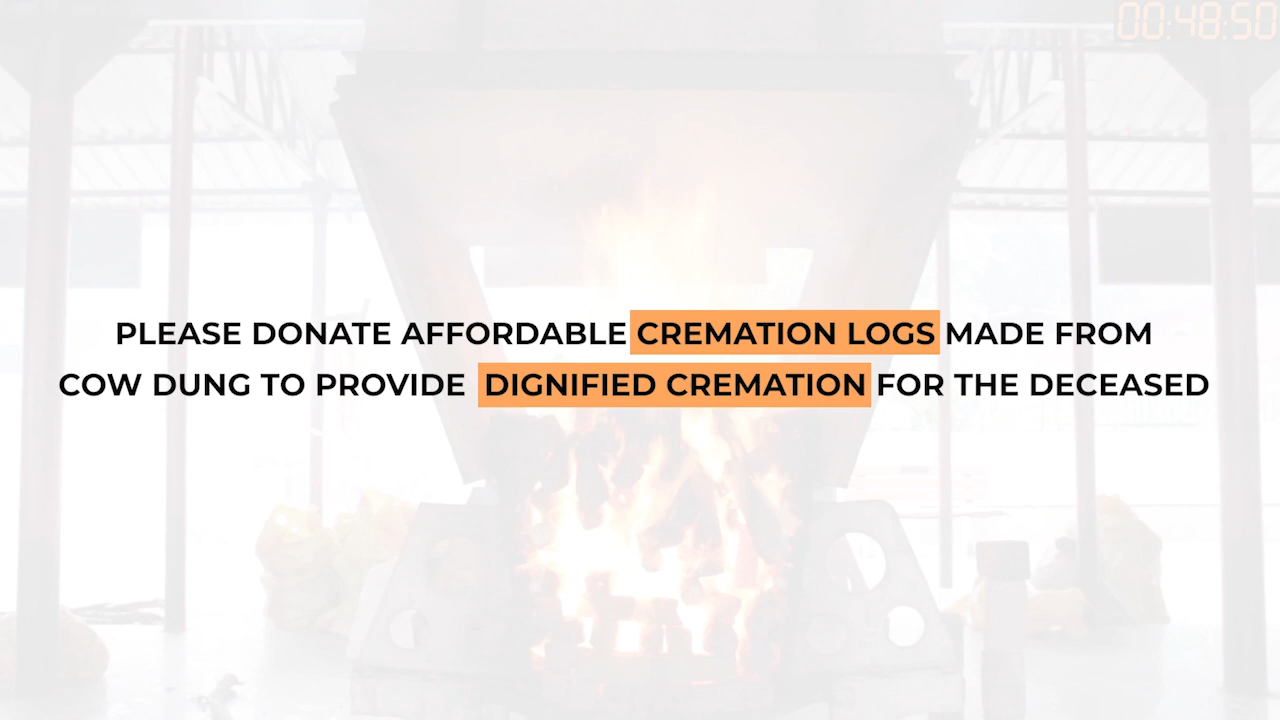 00:48:50
PLEASE DONATE AFFORDABLE CREMATION LOGS MADE FROM
COW DUNG TO PROVIDE DIGNIFIED CREMATION FOR THE DECEASED